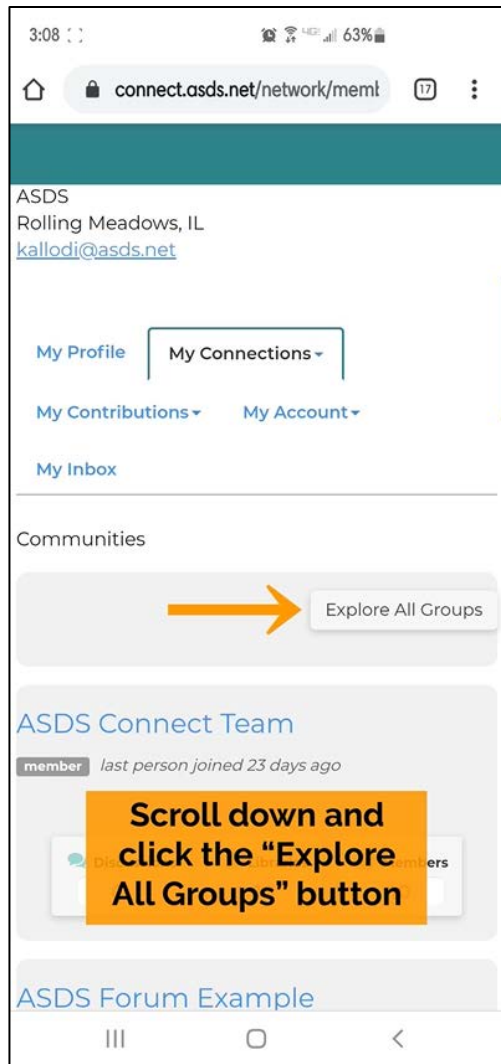 3:08
63%
connect.asds.net/network/memb
17
ASDS
Rolling Meadows, IL
kallodi@asds.net
My Profile
My Connections
My Contributions
My Account
My Inbox
Communities
Explore All Groups
ASDS Connect Team
member last person joined 23 days ago
Scroll down and
click the “Explore
All Groups” button
ASDS Forum Example